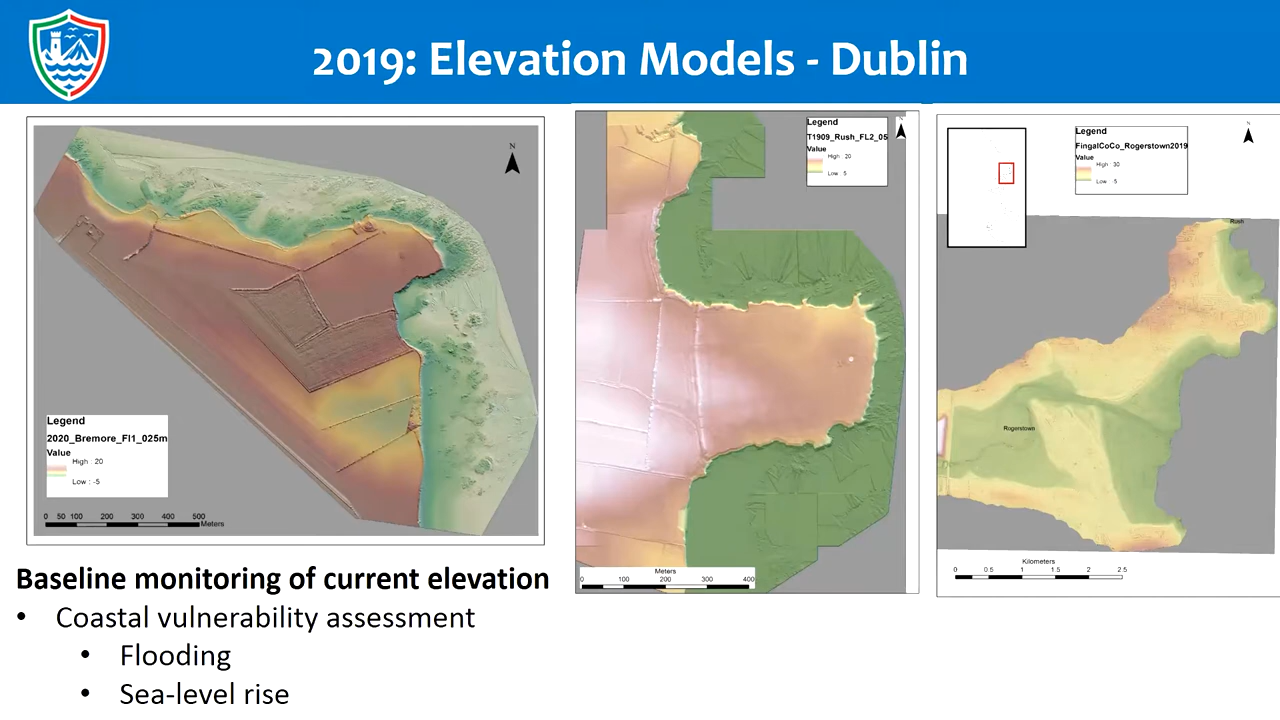 2019: Elevation Models - Dublin
N
Legend
2020_Bremore_Fl1_025m
Value
High : 20
Low : -5
0 50 100 200 300 400 500
Meters
Legend
T1909_Rush_FL2_05
Value
High : 20
Low : 5
N
Meters
0 100 200 300 400
Legend
FingalCoCo_Rogerstown2019
Value
High : 30
Low : -5
N
Rush
Rogerstown
Kilometers
0 0.5 1 1.5 2 2.5
Baseline monitoring of current elevation
• Coastal vulnerability assessment
• Flooding
• Sea-level rise